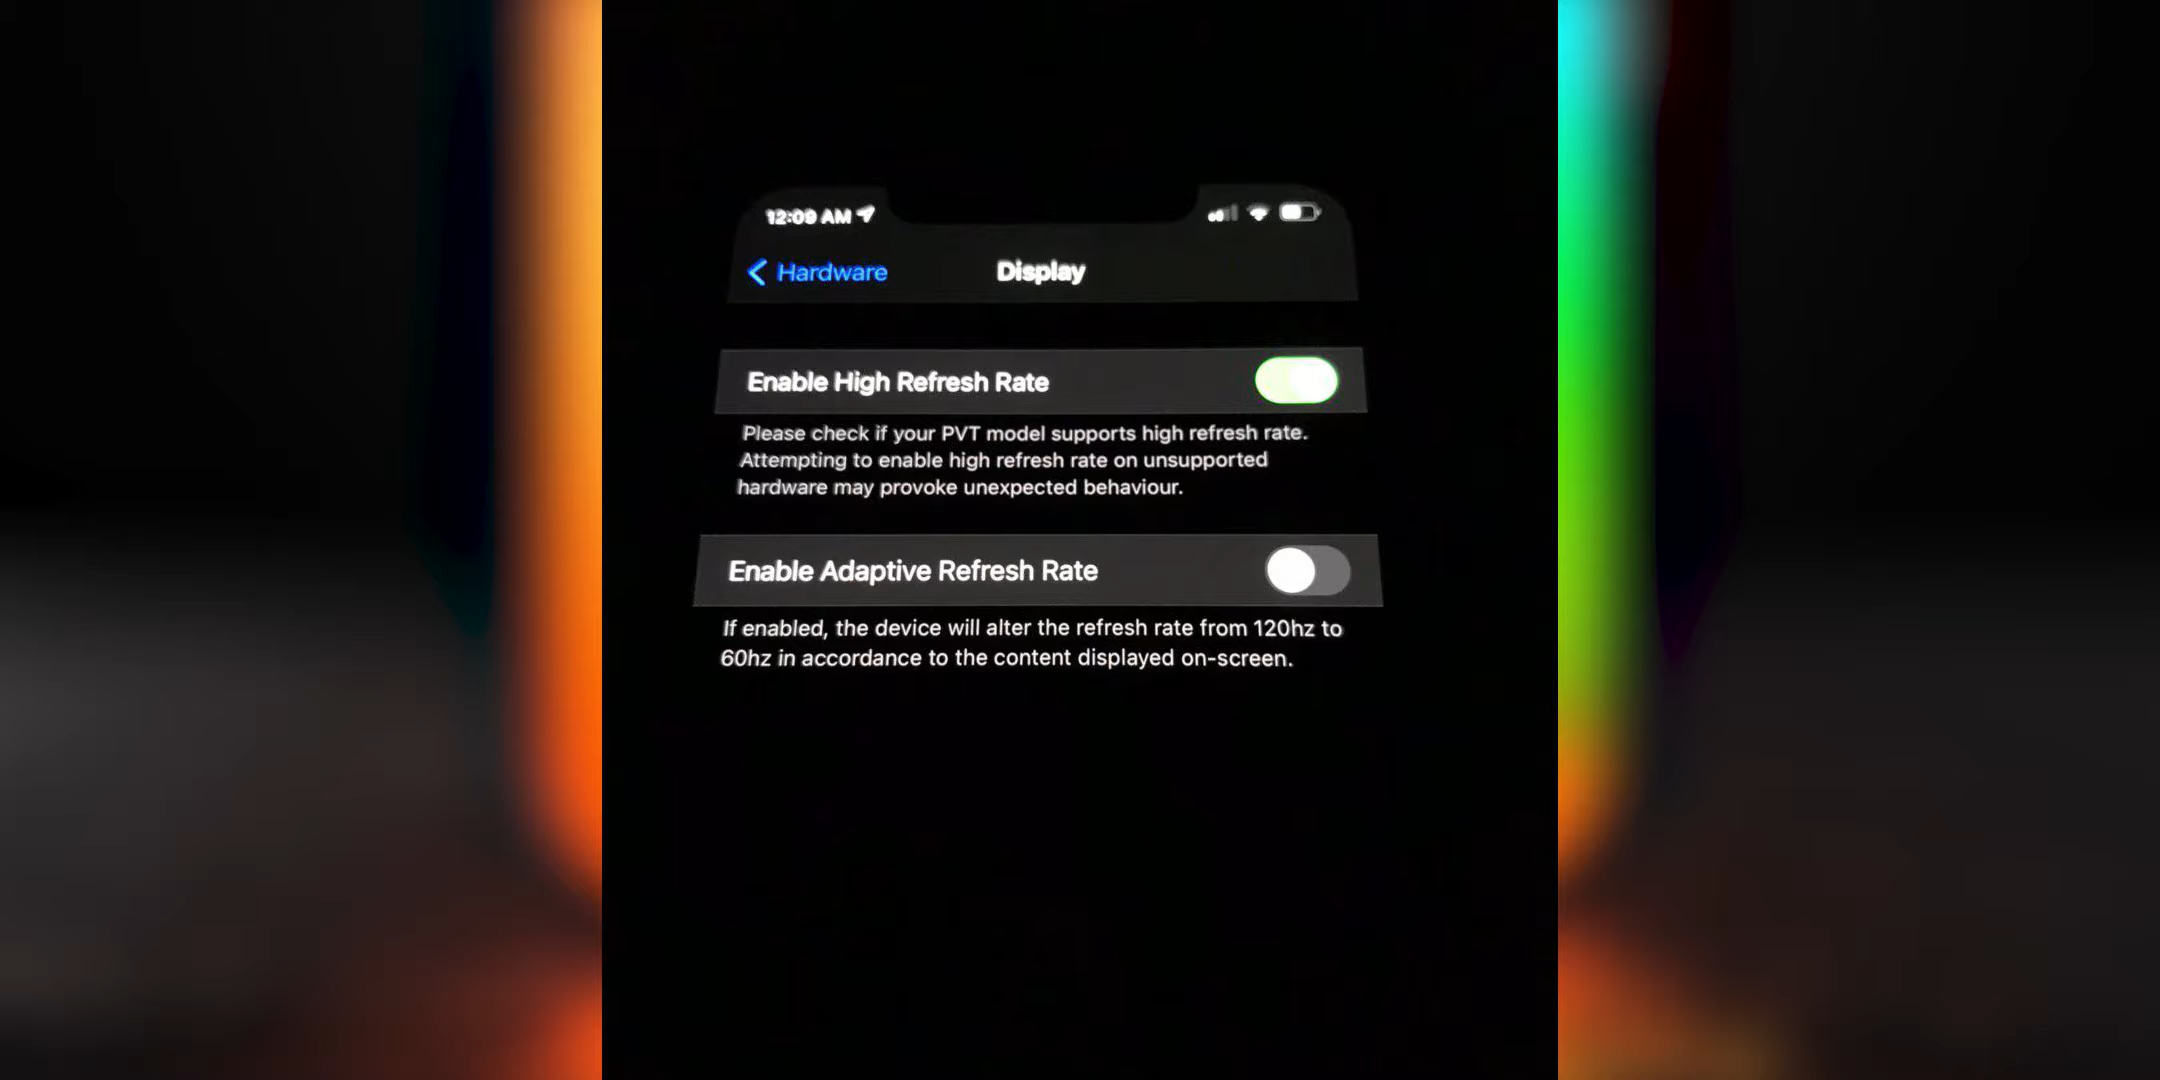 12:09 AM
Hardware
Display
Enable High Refresh Rate
Please check if your PVT model supports high refresh rate.
Attempting to enable high refresh rate on unsupported
hardware may provoke unexpected behaviour.
Enable Adaptive Refresh Rate
If enabled, the device will alter the refresh rate from 120hz to
60hz in accordance to the content displayed on-screen.